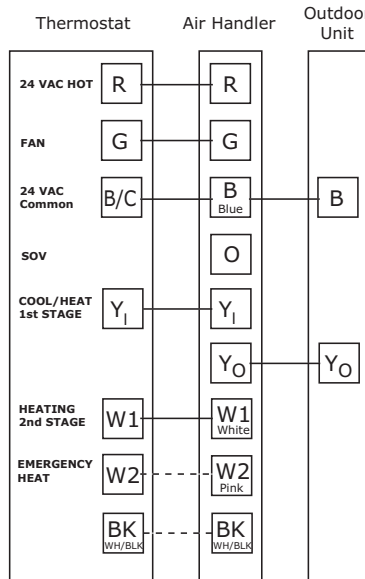 Thermostat Air Handler Outdoor
Unit
24 VAC HOT R R
FAN G G
24 VAC
Common B/C B B
Blue
SOV O
COOL/HEAT
1st STAGE YI YI
YO YO
HEATING
2nd STAGE W1 W1
White
EMERGENCY
HEAT W2 W2
Pink
BK BK
WH/BLK WH/BLK